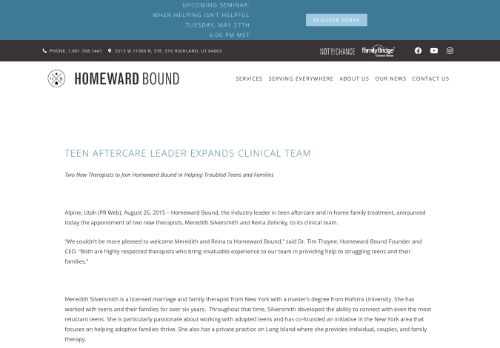 UPCOMING SEMINAR:
WHEN HELPING ISN'T HELPFUL
TUESDAY, MAY 27TH
6:00 PM MST
REGISTER TODAY
PHONE: 1.801.768.1441
5513 W 11000 N, STE. 316 HIGHLAND, UT 84003
NOT BY CHANCE
FamilyBridge
HOMEWARD BOUND
SERVICES
SERVING EVERYWHERE
ABOUT US
OUR NEWS
CONTACT US
TEEN AFTERCARE LEADER EXPANDS CLINICAL TEAM
Two New Therapists to Join Homeward Bound in Helping Troubled Teens and Families
Alpine, Utah (PR Web), August 26, 2015 – Homeward Bound, the industry leader in teen aftercare and in-home family treatment, announced
today the appointment of two new therapists, Meredith Silversmith and Reina Zelonky, to its clinical team.
"We couldn't be more pleased to welcome Meredith and Reina to Homeward Bound," said Dr. Tim Thayne, Homeward Bound Founder and
CEO. "Both are highly respected therapists who bring invaluable experience to our team in providing help to struggling teens and their
families."
Meredith Silversmith is a licensed marriage and family therapist from New York with a master's degree from Hofstra University. She has
worked with teens and their families for over six years. Throughout that time, Silversmith developed the ability to connect with even the most
reluctant teens. She is particularly passionate about working with adopted teens and has co-founded an initiative in the New York area that
focuses on helping adoptive families thrive. She also has a private practice on Long Island where she provides individual, couples, and family
therapy.